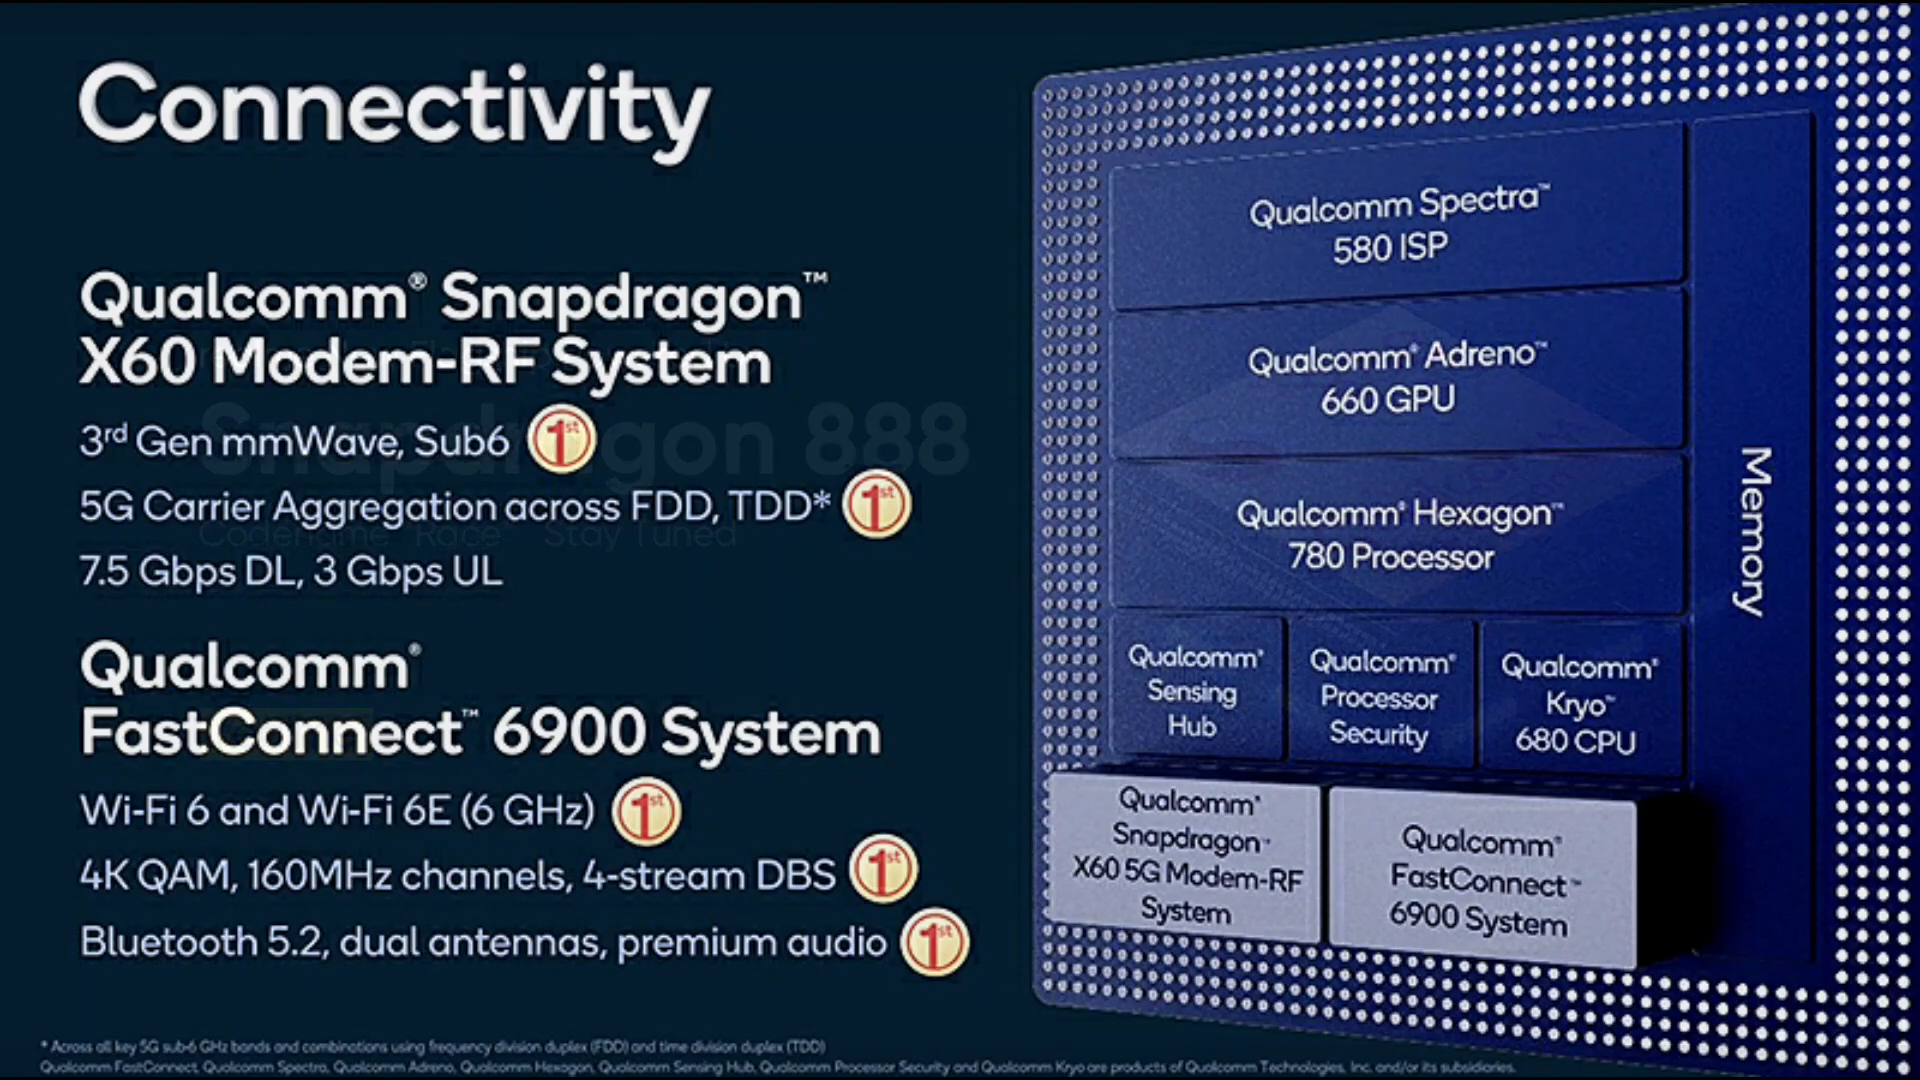 Connectivity
Qualcomm® Snapdragon™
X60 Modem-RF System
3rd Gen mmWave, Sub6 1st
5G Carrier Aggregation across FDD, TDD* 1st
7.5 Gbps DL, 3 Gbps UL
Qualcomm®
FastConnect™ 6900 System
Wi-Fi 6 and Wi-Fi 6E (6 GHz) 1st
4K QAM, 160MHz channels, 4-stream DBS 1st
Bluetooth 5.2, dual antennas, premium audio 1st
* Across all key 5G sub-6 GHz bands and combinations using frequency division duplex (FDD) and time division duplex (TDD)
Qualcomm FastConnect, Qualcomm Spectra, Qualcomm Adreno, Qualcomm Hexagon, Qualcomm Sensing Hub, Qualcomm Processor Security and Qualcomm Kryo are products of Qualcomm Technologies, Inc. and/or its subsidiaries.
Snapdragon 888
Codename Race Stay Tuned
Qualcomm Spectra™
580 ISP
Qualcomm® Adreno™
660 GPU
Qualcomm® Hexagon™
780 Processor
Qualcomm®
Sensing
Hub
Qualcomm®
Processor
Security
Qualcomm®
Kryo™
680 CPU
Memory
Qualcomm®
Snapdragon™
X60 5G Modem-RF
System
Qualcomm®
FastConnect™
6900 System